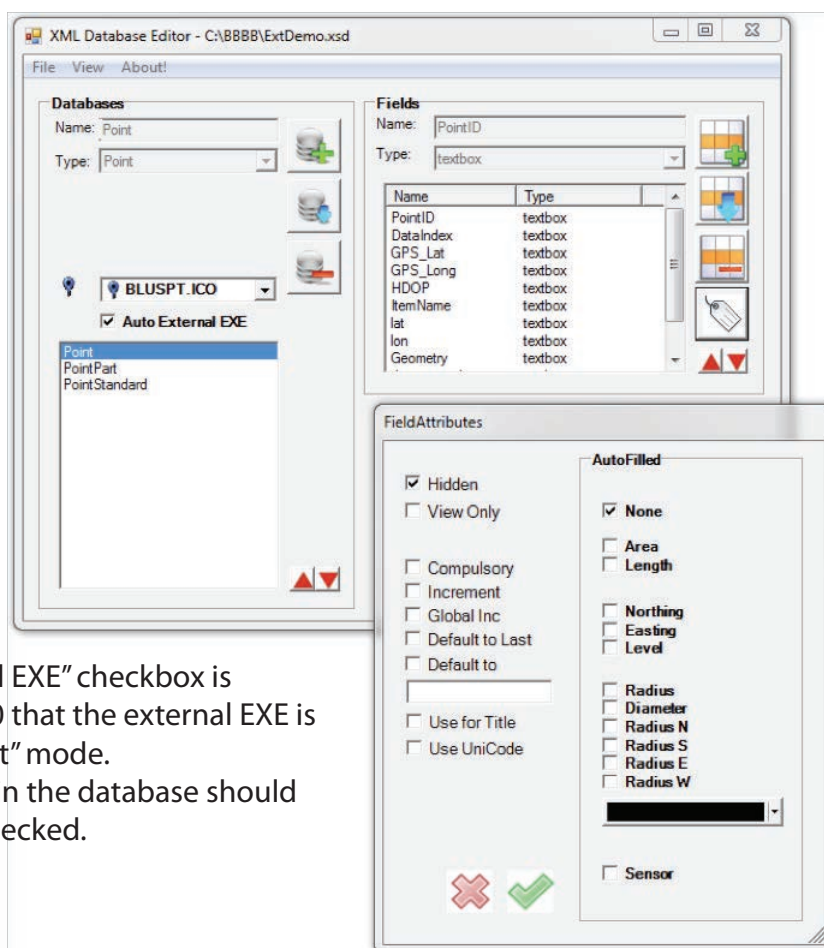 XML Database Editor - C:\BBBB\ExtDemo.xsd
File View About!
Databases
Name: Point
Type: Point
BLUSPT.ICO
Auto External EXE
Point
PointPart
PointStandard
Fields
Name: PointID
Type: textbox
Name Type
PointID textbox
DataIndex textbox
GPS_Lat textbox
GPS_Long textbox
HDOP textbox
ItemName textbox
lat textbox
lon textbox
Geometry textbox
FieldAttributes
Hidden
View Only
Compulsory
Increment
Global Inc
Default to Last
Default to
Use for Title
Use UniCode
AutoFilled
None
Area
Length
Northing
Easting
Level
Radius
Diameter
Radius N
Radius S
Radius E
Radius W
Sensor
l EXE” checkbox is
that the external EXE is
t” mode.
n the database should
ecked.